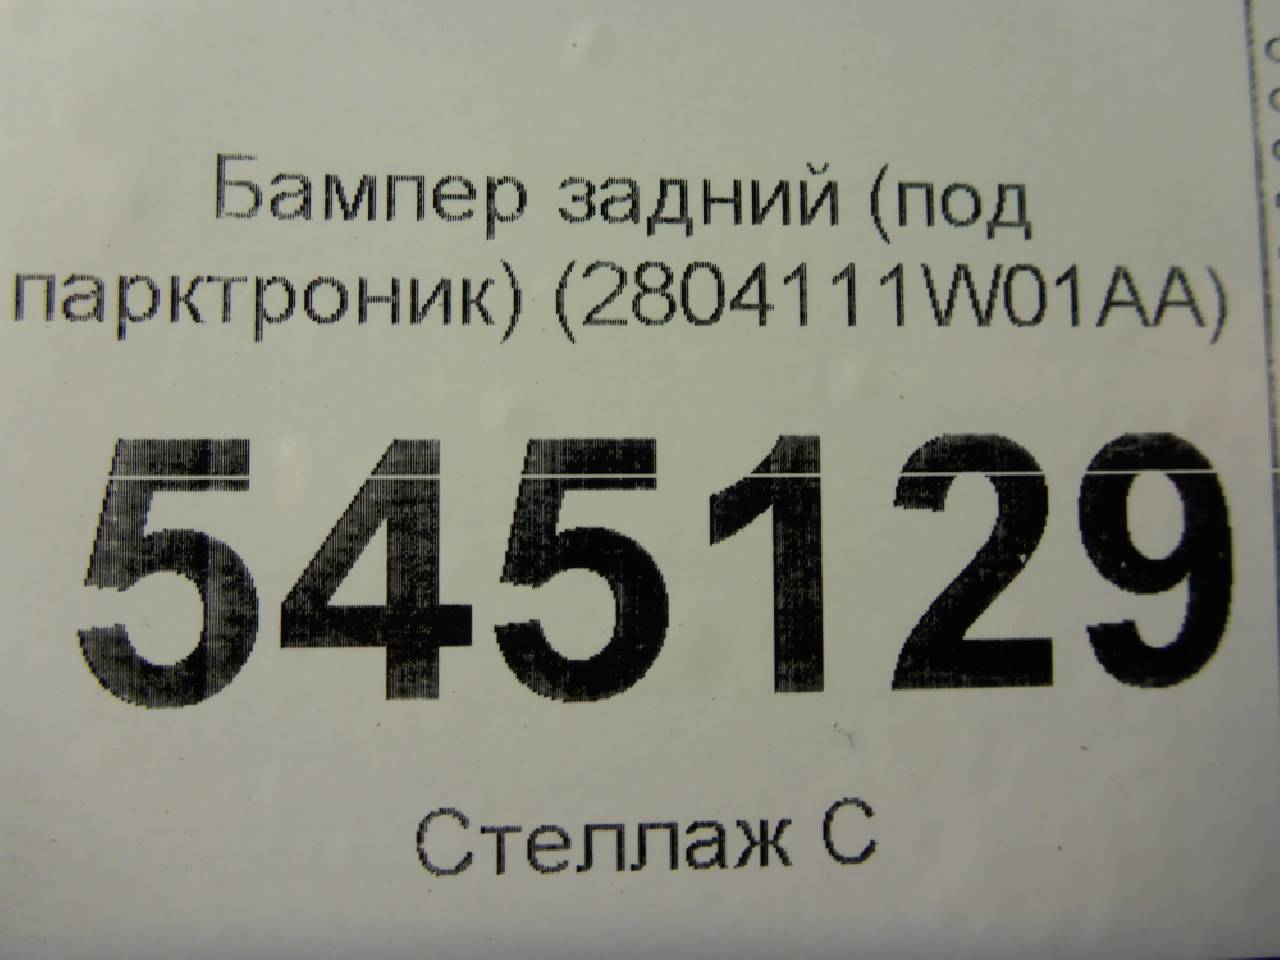 Бампер задний (под
парктроник) (2804111W01AA)
545129
Стеллаж С